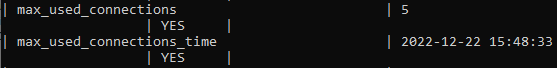 | max_used_connections | 5
| YES |
| max_used_connections_time | 2022-12-22 15:48:33
| YES |